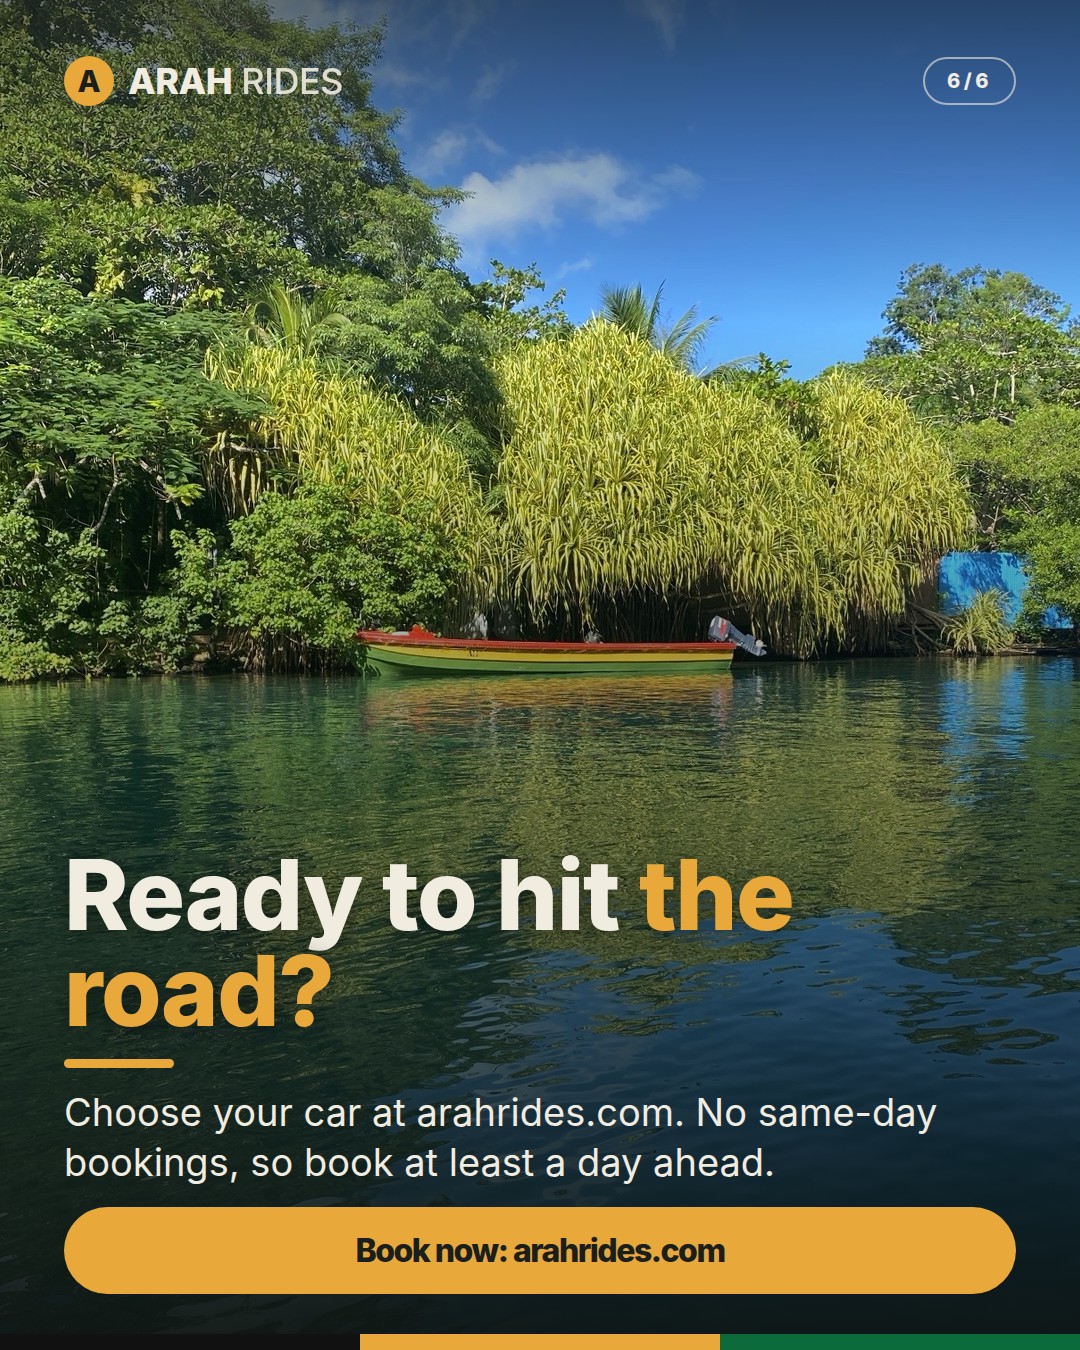 A ARAH RIDES
6/6
Ready to hit the
road?
Choose your car at arahrides.com. No same-day
bookings, so book at least a day ahead.
Book now: arahrides.com